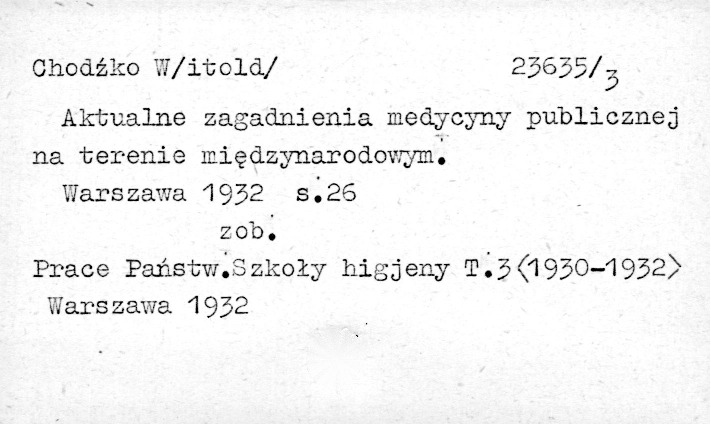 Chodźko W/itold/ 23635/3
Aktualne zagadnienia medycyny publicznej
na terenie międzynarodowym.
Warszawa 1932 s.26
zob.
Prace Państw.Szkoły higjeny T.3<1930-1932>
Warszawa 1932